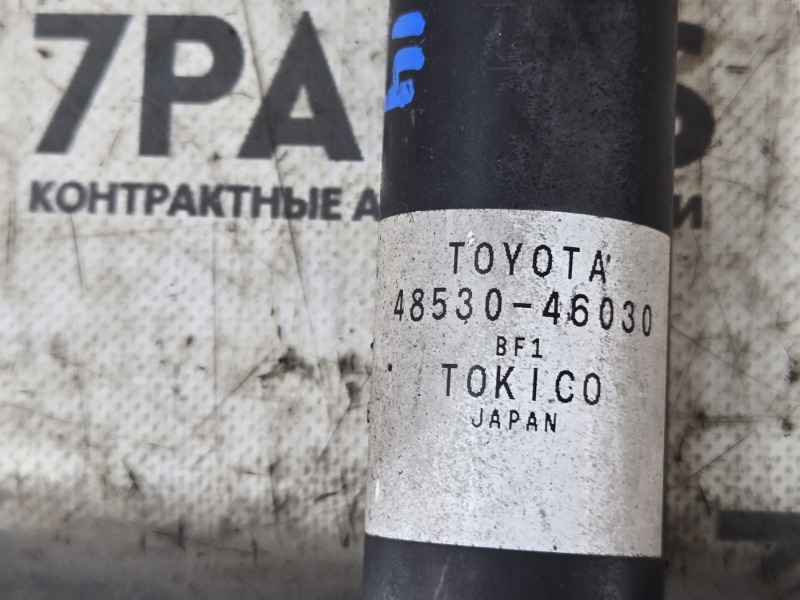 7PA S
КОНТРАКТНЫЕ А И
TOYOTA
48530-46030
BF1
TOKICO
JAPAN